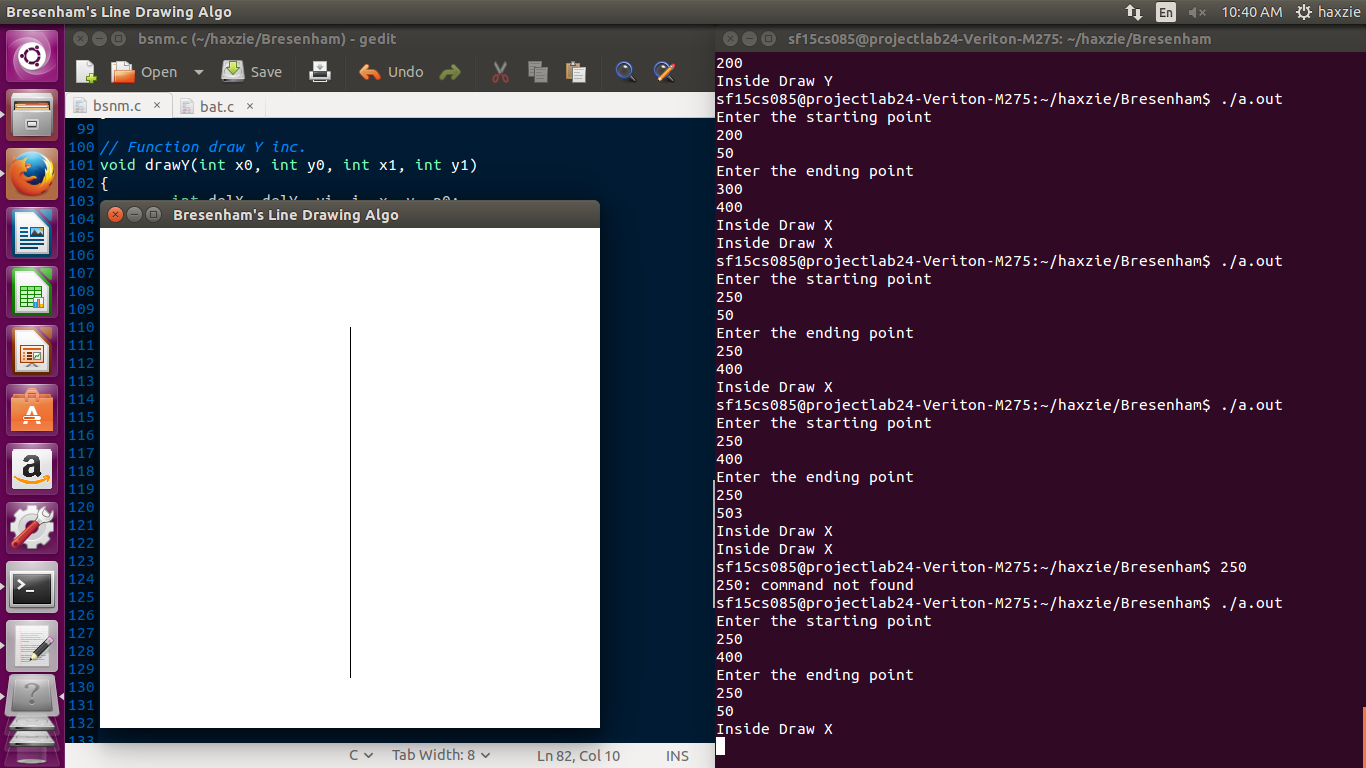 Bresenham's Line Drawing Algo
En
10:40 AM
haxzie
bsnm.c (~/haxzie/Bresenham) - gedit
Open
Save
Undo
bsnm.c ×
bat.c ×
99
100 // Function draw Y inc.
101 void drawY(int x0, int y0, int x1, int y1)
102 {
103
104
105
106
107
108
109
110
111
112
113
114
115
116
117
118
119
120
121
122
123
124
125
126
127
128
129
130
131
132
133
Bresenham's Line Drawing Algo
C
Tab Width: 8
Ln 82, Col 10
INS
sf15cs085@projectlab24-Veriton-M275: ~/haxzie/Bresenham
200
Inside Draw Y
sf15cs085@projectlab24-Veriton-M275:~/haxzie/Bresenham$ ./a.out
Enter the starting point
200
50
Enter the ending point
300
400
Inside Draw X
Inside Draw X
sf15cs085@projectlab24-Veriton-M275:~/haxzie/Bresenham$ ./a.out
Enter the starting point
250
50
Enter the ending point
250
400
Inside Draw X
sf15cs085@projectlab24-Veriton-M275:~/haxzie/Bresenham$ ./a.out
Enter the starting point
250
400
Enter the ending point
250
503
Inside Draw X
Inside Draw X
sf15cs085@projectlab24-Veriton-M275:~/haxzie/Bresenham$ 250
250: command not found
sf15cs085@projectlab24-Veriton-M275:~/haxzie/Bresenham$ ./a.out
Enter the starting point
250
400
Enter the ending point
250
50
Inside Draw X